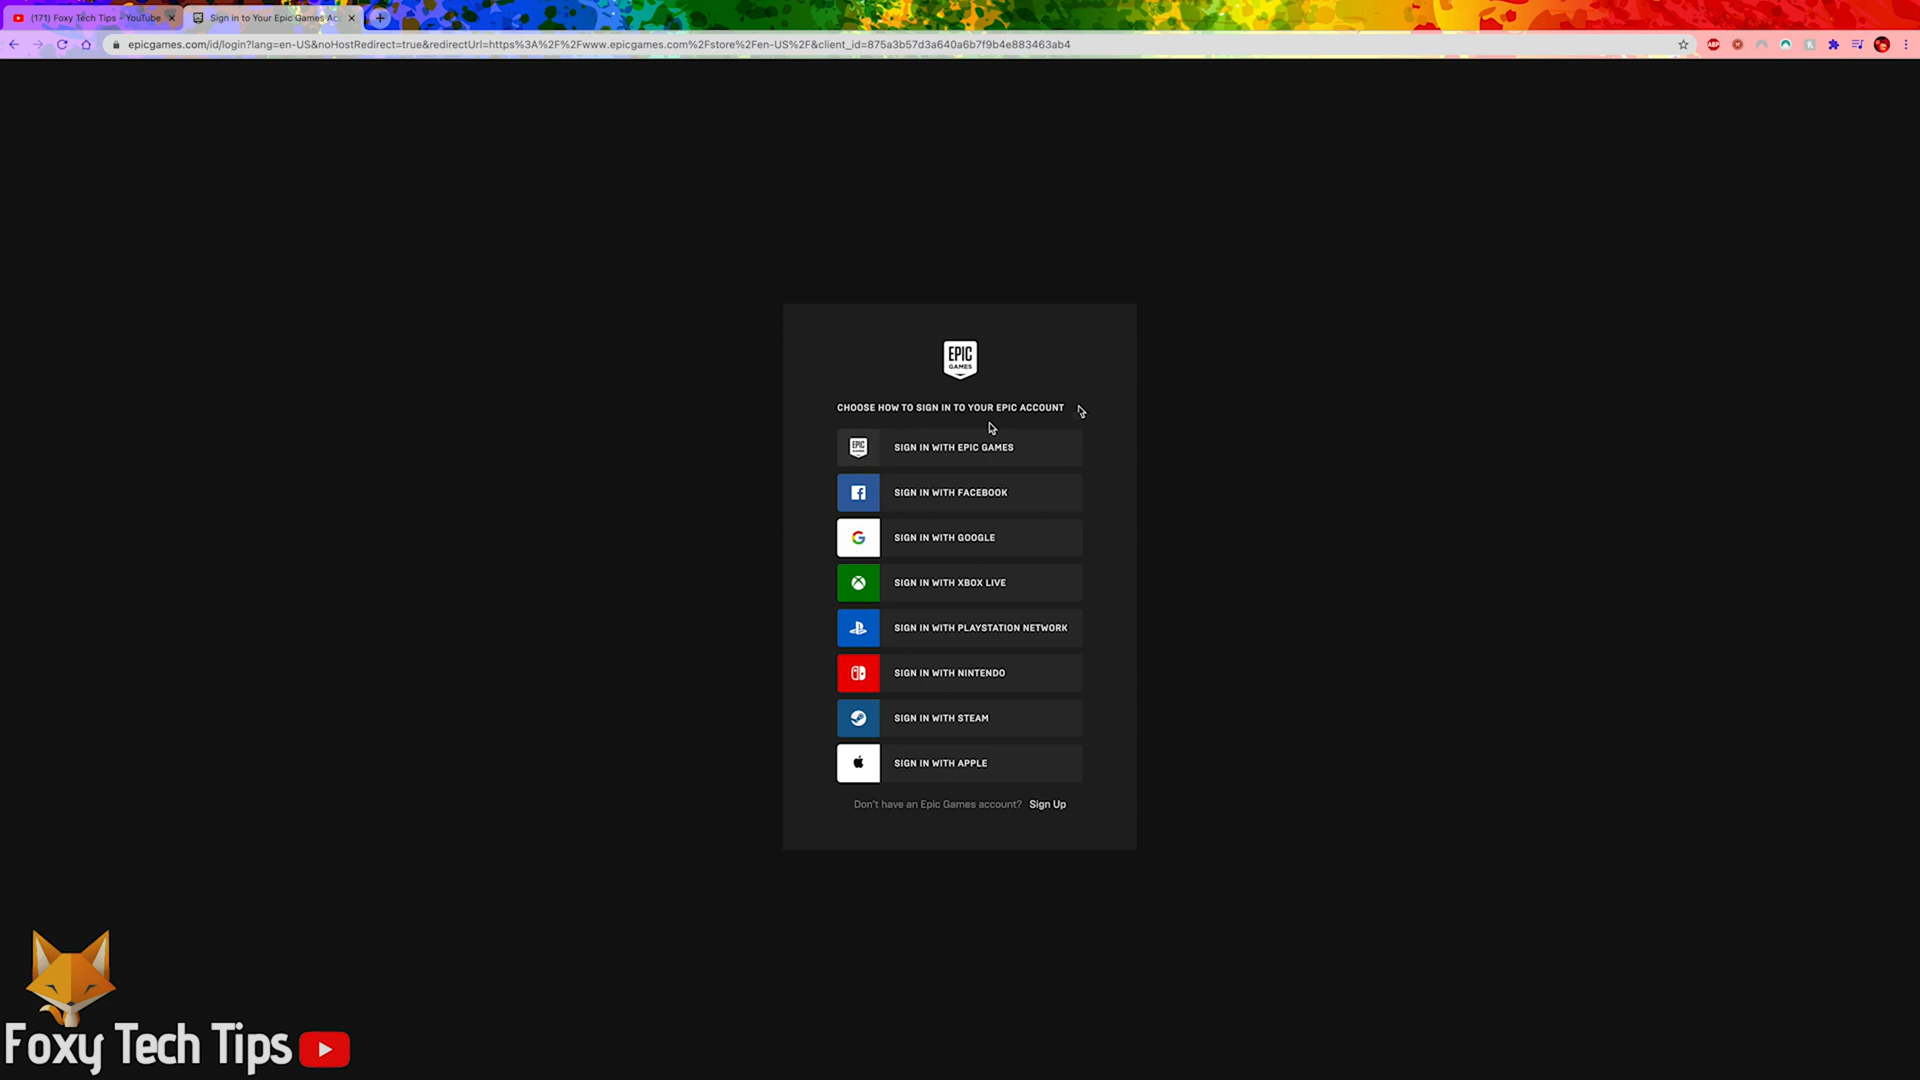 (171) Foxy Tech Tips - YouTube
Sign in to Your Epic Games Acc
epicgames.com/id/login?lang=en-US&noHostRedirect=true&redirectUrl=https%3A%2F%2Fwww.epicgames.com%2Fstore%2Fen-US%2F&client_id=875a3b57d3a640a6b7f9b4e883463ab4
ABP
EPIC
GAMES
CHOOSE HOW TO SIGN IN TO YOUR EPIC ACCOUNT
EPIC
GAMES
SIGN IN WITH EPIC GAMES
SIGN IN WITH FACEBOOK
SIGN IN WITH GOOGLE
SIGN IN WITH XBOX LIVE
SIGN IN WITH PLAYSTATION NETWORK
SIGN IN WITH NINTENDO
SIGN IN WITH STEAM
SIGN IN WITH APPLE
Don't have an Epic Games account? Sign Up
Foxy Tech Tips